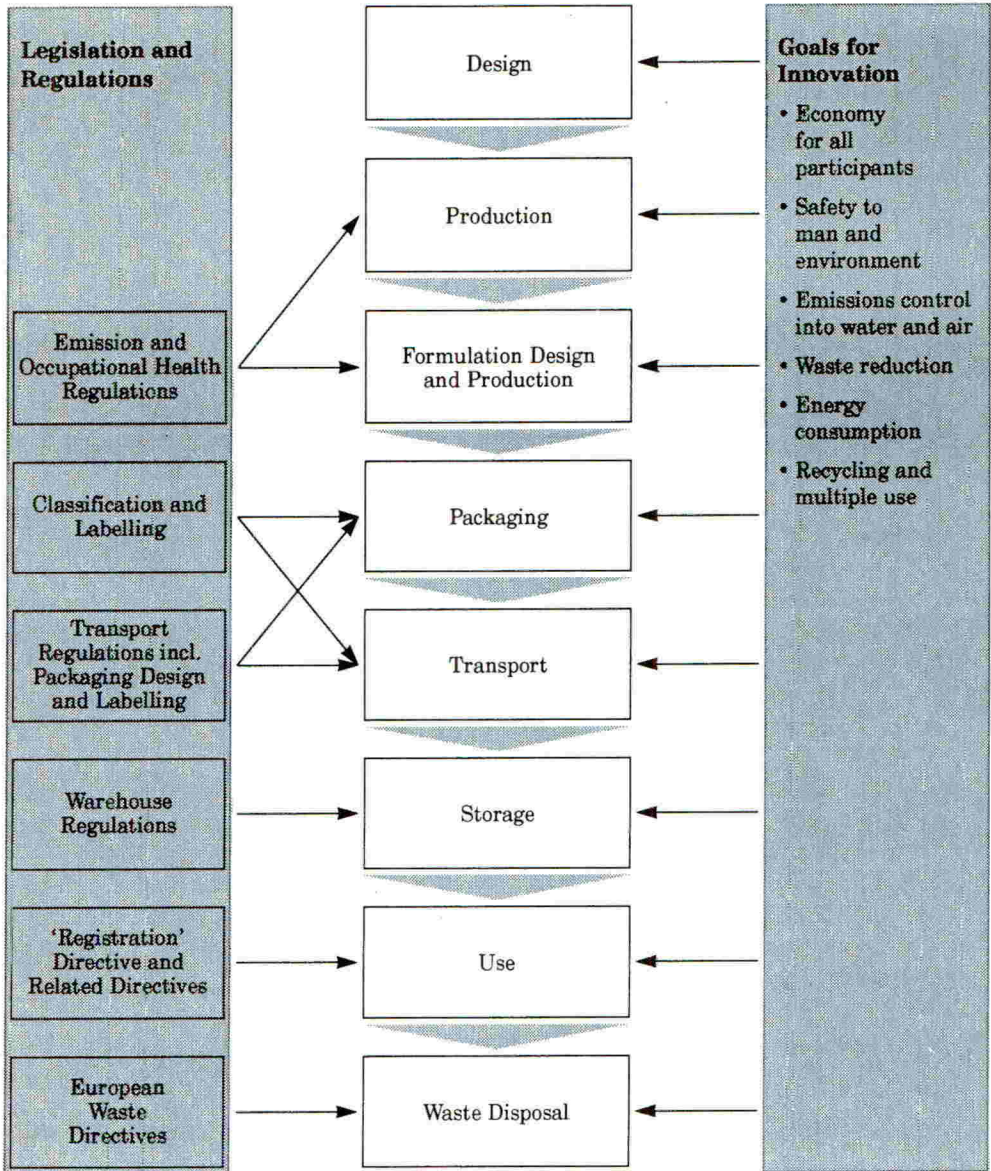 Legislation and
Regulations
Emission and
Occupational Health
Regulations
Classification and
Labelling
Transport
Regulations incl.
Packaging Design
and Labelling
Warehouse
Regulations
‘Registration’
Directive and
Related Directives
European
Waste
Directives
Design
Production
Formulation Design
and Production
Packaging
Transport
Storage
Use
Waste Disposal
Goals for
Innovation
• Economy
for all
participants
• Safety to
man and
environment
• Emissions control
into water and air
• Waste reduction
• Energy
consumption
• Recycling and
multiple use